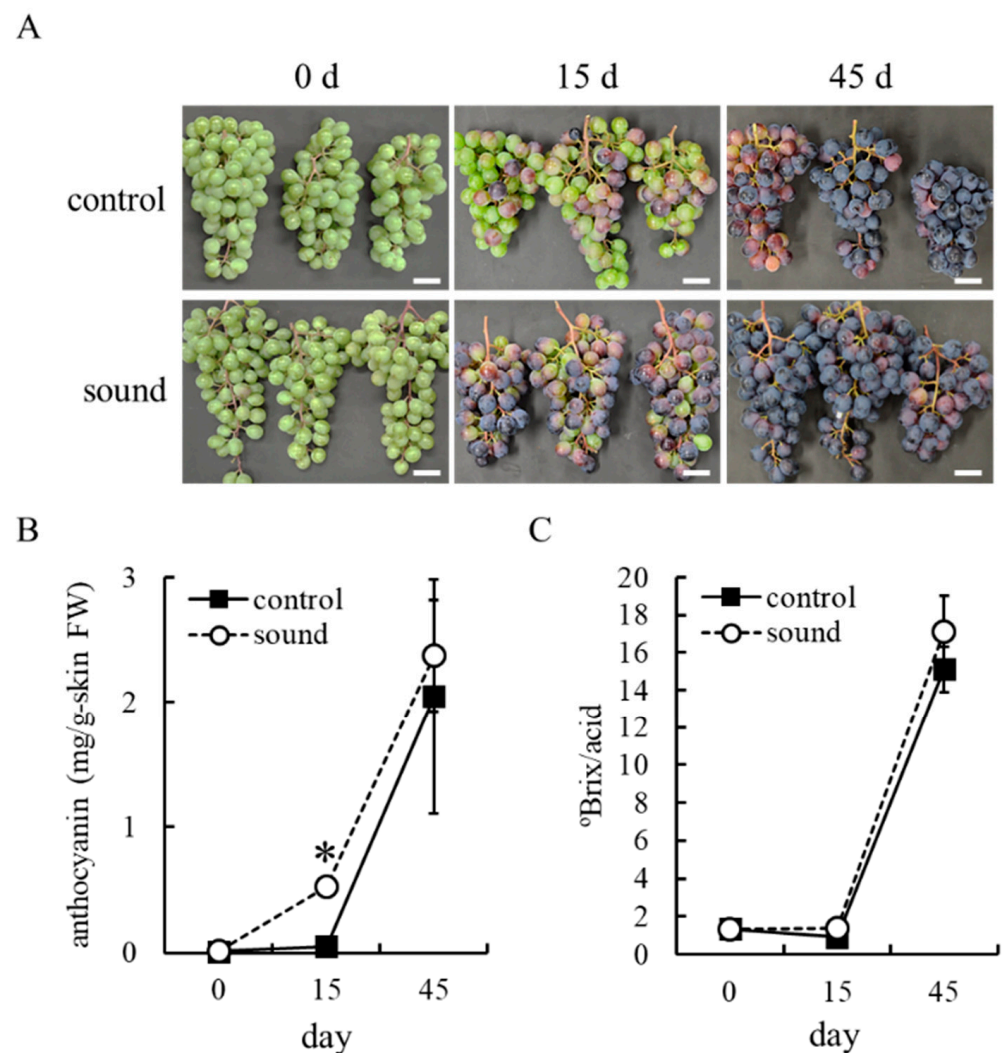 A
0 d 15 d 45 d
control
sound
B
3
2
1
0
anthocyanin (mg/g-skin FW)
control
sound
*
0 15 45
day
C
20
18
16
14
12
10
8
6
4
2
0
ºBrix/acid
control
sound
0 15 45
day